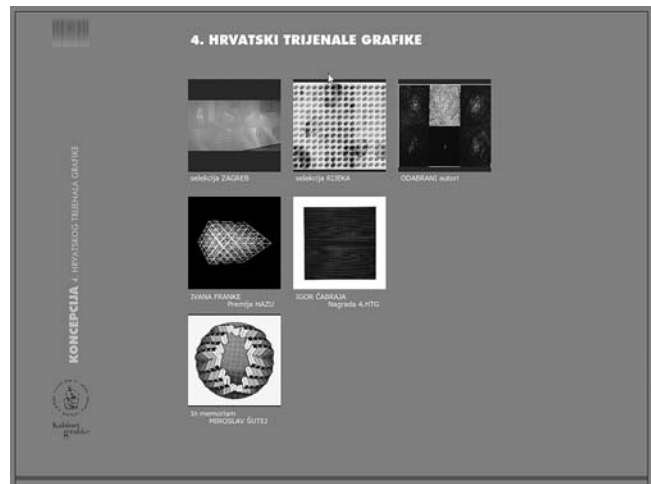 4. HRVATSKI TRIJENALE GRAFIKE
selekcija ZAGREB
selekcija RIJEKA
ODABRANI autori
IVANA FRANKE
Premija HAZU
IGOR ČABRAJA
Nagrada 4.HTG
In memoriam
MIROSLAV ŠUTEJ
KONCEPCIJA 4. HRVATSKOG TRIJENALA GRAFIKE
Kabinet
grafike